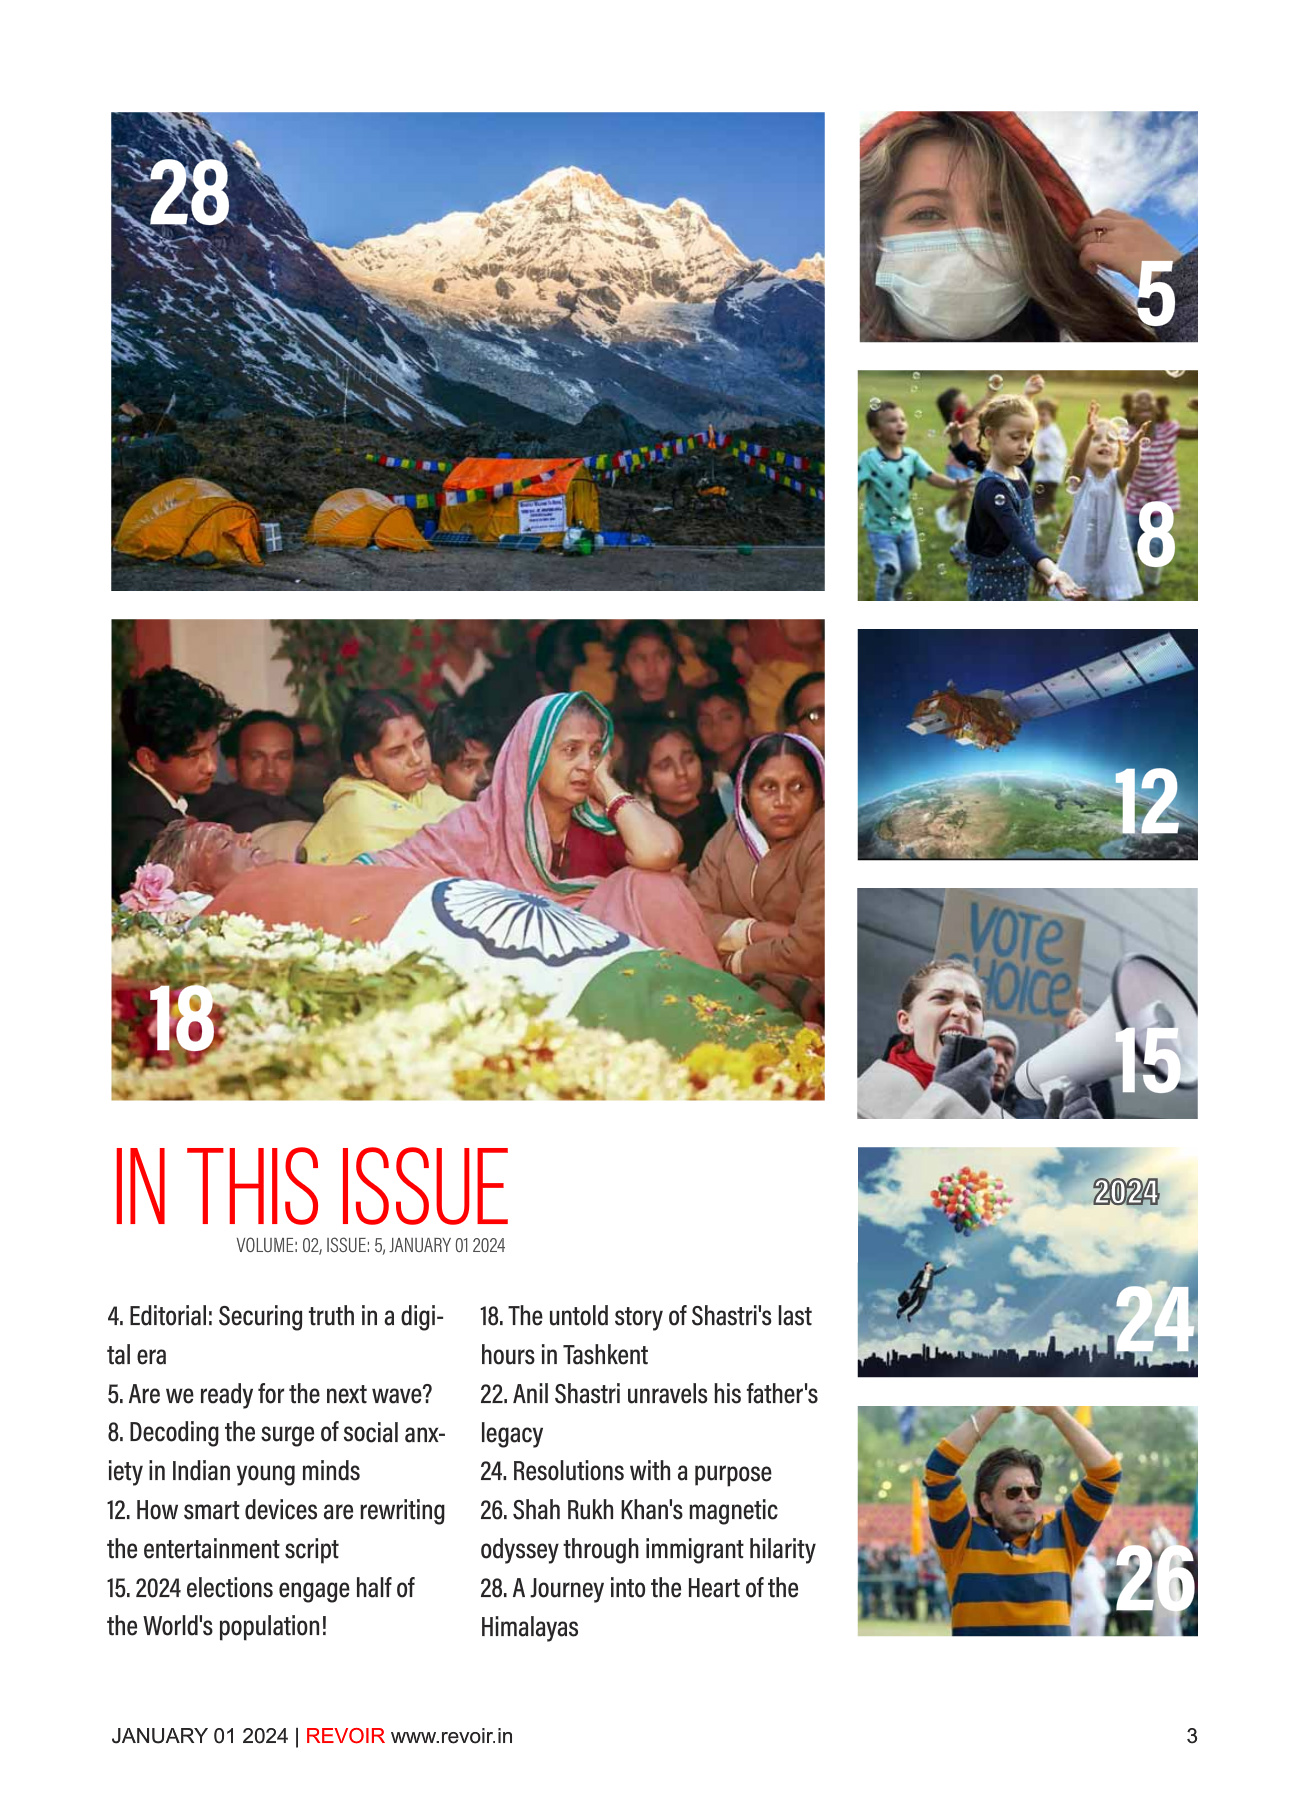 28
5
8
12
VOTE
CHOICE
15
18
2024
24
26
IN THIS ISSUE
VOLUME: 02, ISSUE: 5, JANUARY 01 2024
4. Editorial: Securing truth in a digi-
tal era
5. Are we ready for the next wave?
8. Decoding the surge of social anx-
iety in Indian young minds
12. How smart devices are rewriting
the entertainment script
15. 2024 elections engage half of
the World's population!
18. The untold story of Shastri's last
hours in Tashkent
22. Anil Shastri unravels his father's
legacy
24. Resolutions with a purpose
26. Shah Rukh Khan's magnetic
odyssey through immigrant hilarity
28. A Journey into the Heart of the
Himalayas
JANUARY 01 2024 | REVOIR www.revoir.in
3